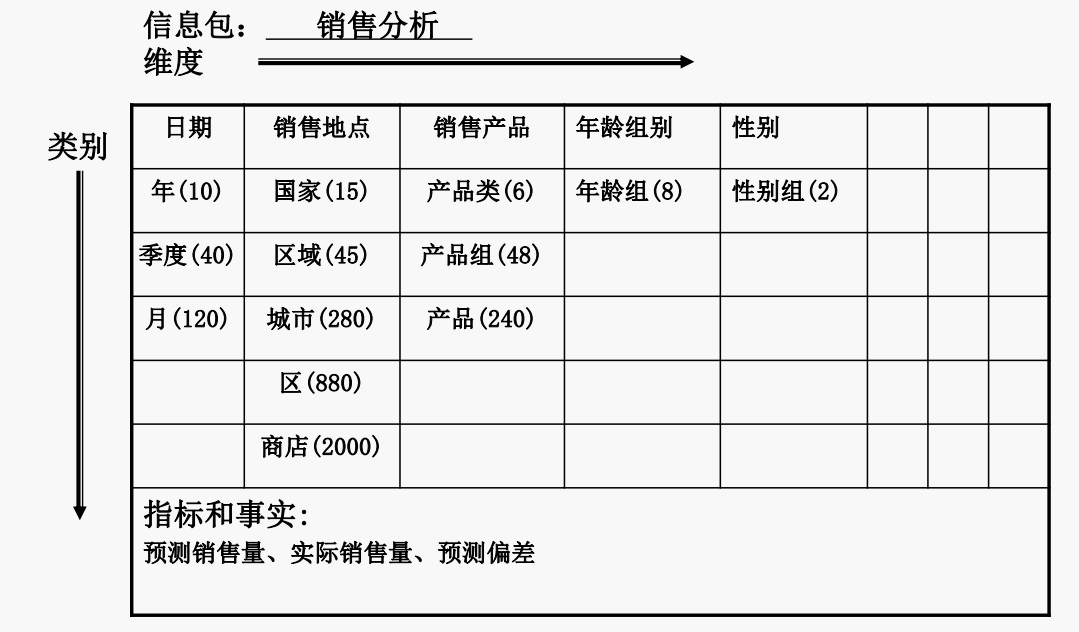 信息包： 销售分析
维度
类别
日期 销售地点 销售产品 年龄组别 性别
年(10) 国家(15) 产品类(6) 年龄组(8) 性别组(2)
季度(40) 区域(45) 产品组(48)
月(120) 城市(280) 产品(240)
区(880)
商店(2000)
指标和事实:
预测销售量、实际销售量、预测偏差